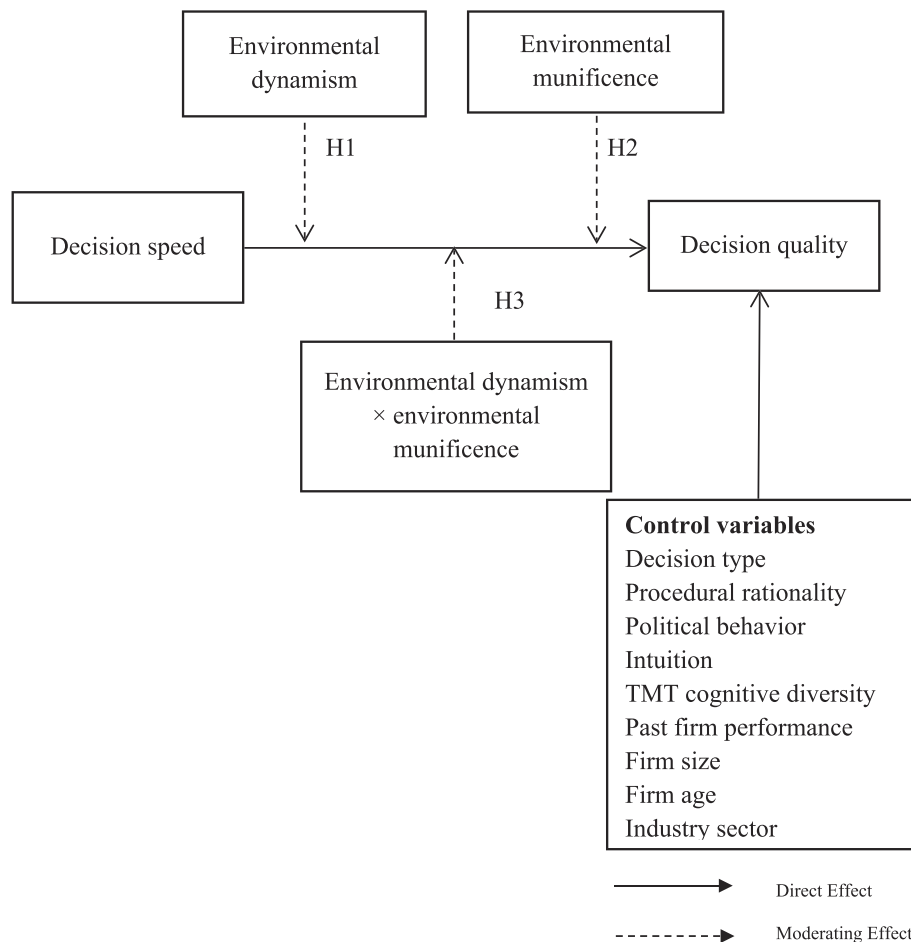 Environmental
dynamism
Environmental
munificence
H1
H2
Decision speed
Decision quality
H3
Environmental dynamism
× environmental
munificence
Control variables
Decision type
Procedural rationality
Political behavior
Intuition
TMT cognitive diversity
Past firm performance
Firm size
Firm age
Industry sector
Direct Effect
Moderating Effect